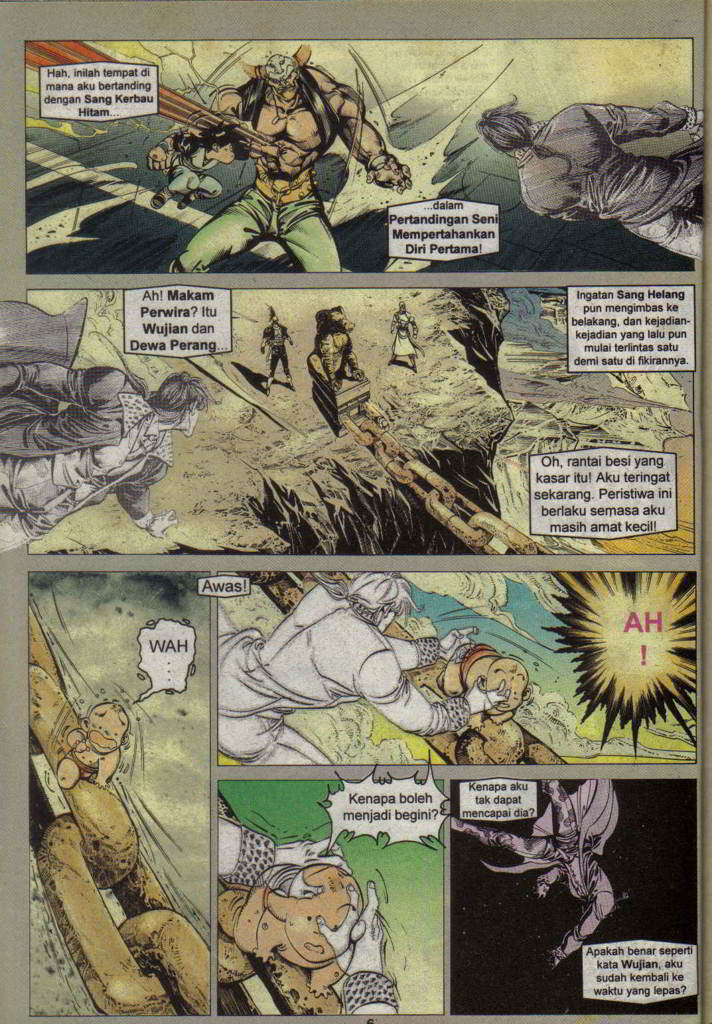 Hah, inilah tempat di
mana aku bertanding
dengan Sang Kerbau
Hitam...
...dalam
Pertandingan Seni
Mempertahankan
Diri Pertama!
Ah! Makam
Perwira? Itu
Wujian dan
Dewa Perang...
Ingatan Sang Helang
pun mengimbas ke
belakang, dan kejadian-
kejadian yang lalu pun
mulai terlintas satu
demi satu di fikirannya.
Oh, rantai besi yang
kasar itu! Aku teringat
sekarang. Peristiwa ini
berlaku semasa aku
masih amat kecil!
WAH
...
Awas!
AH
!
Kenapa boleh
menjadi begini?
Kenapa aku
tak dapat
mencapai dia?
Apakah benar seperti
kata Wujian, aku
sudah kembali ke
waktu yang lepas?
6